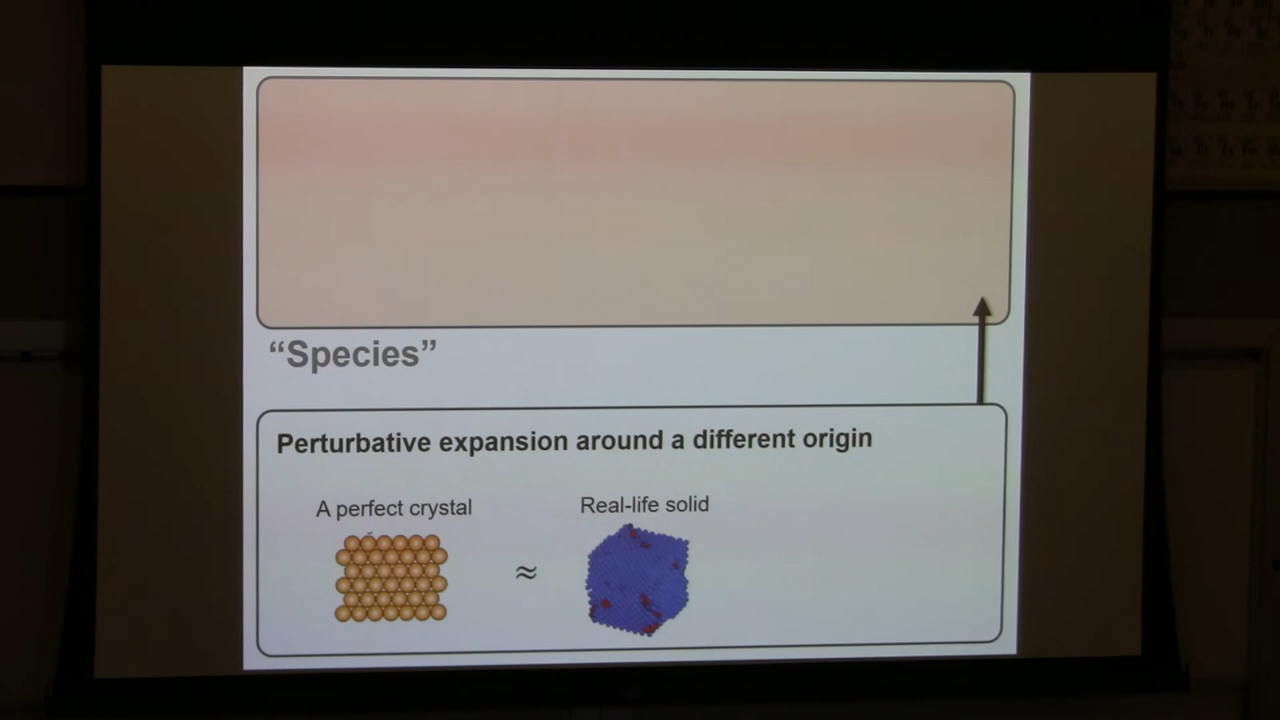 “Species”
Perturbative expansion around a different origin
A perfect crystal
Real-life solid
≈